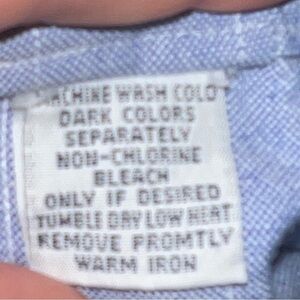 MACHINE WASH COLD
DARK COLORS
SEPARATELY
NON-CHLORINE
BLEACH
ONLY IF DESIRED
TUMBLE DRY LOW HEAT
REMOVE PROMTLY
WARM IRON